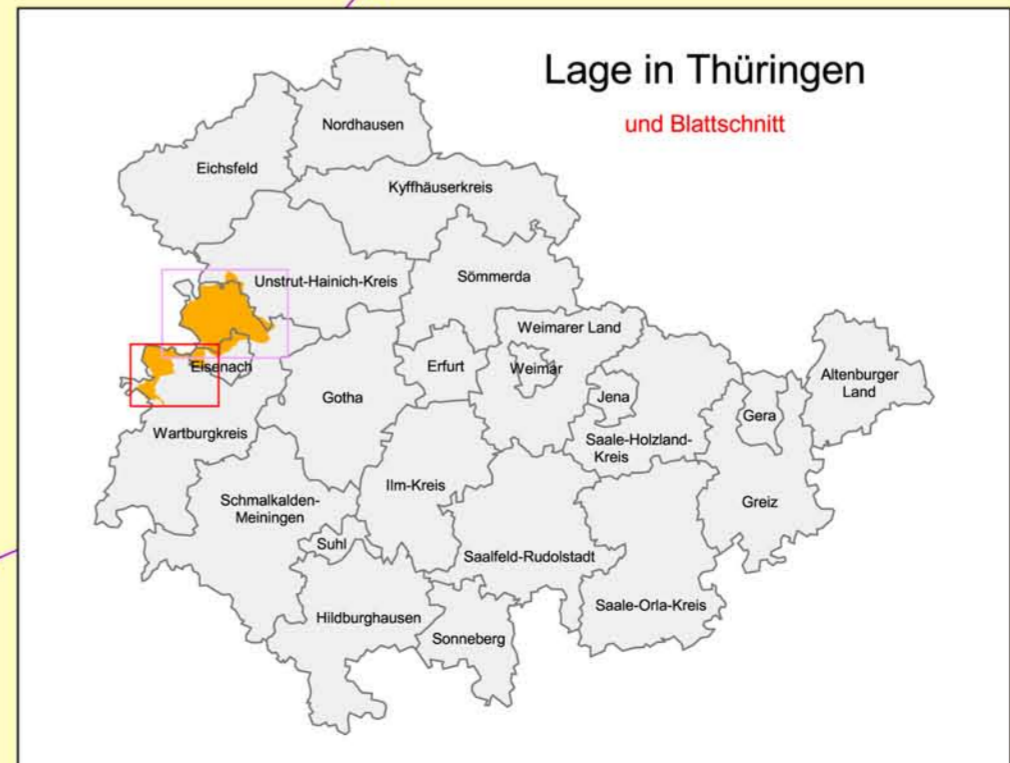 Lage in Thüringen
und Blattschnitt
Nordhausen
Eichsfeld
Kyffhäuserkreis
Unstrut-Hainich-Kreis
Sömmerda
Weimarer Land
Eisenach
Erfurt
Weimar
Altenburger
Land
Gotha
Jena
Gera
Wartburgkreis
Saale-Holzland-
Kreis
Ilm-Kreis
Schmalkalden-
Meiningen
Greiz
Suhl
Saalfeld-Rudolstadt
Saale-Orla-Kreis
Hildburghausen
Sonneberg